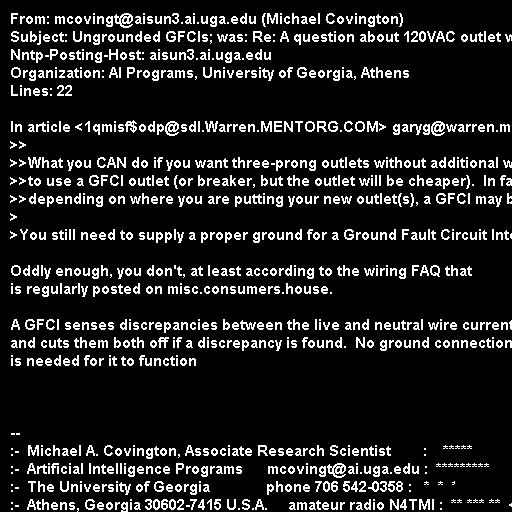 From: mcovingt@aisun3.ai.uga.edu (Michael Covington)
Subject: Ungrounded GFCIs; was: Re: A question about 120VAC outlet w
Nntp-Posting-Host: aisun3.ai.uga.edu
Organization: AI Programs, University of Georgia, Athens
Lines: 22

In article <1qmisf$odp@sdl.Warren.MENTORG.COM> garyg@warren.m
>>
>>What you CAN do if you want three-prong outlets without additional w
>>to use a GFCI outlet (or breaker, but the outlet will be cheaper).  In fa
>>depending on where you are putting your new outlet(s), a GFCI may b
>
>You still need to supply a proper ground for a Ground Fault Circuit Inte

Oddly enough, you don't, at least according to the wiring FAQ that
is regularly posted on misc.consumers.house.

A GFCI senses discrepancies between the live and neutral wire current
and cuts them both off if a discrepancy is found.  No ground connection
is needed for it to function

--
:-  Michael A. Covington, Associate Research Scientist        :    *****
:-  Artificial Intelligence Programs      mcovingt@ai.uga.edu :  *********
:-  The University of Georgia              phone 706 542-0358 :   *  *  *
:-  Athens, Georgia 30602-7415 U.S.A.     amateur radio N4TMI :  ** *** **  <